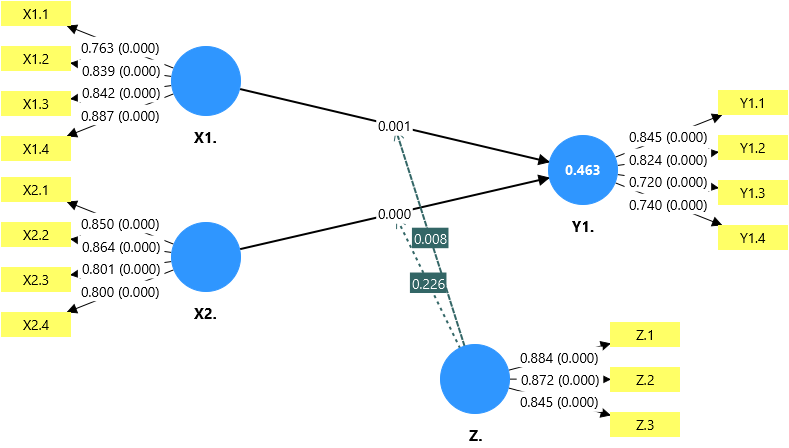 X1.1
X1.2
X1.3
X1.4
0.763 (0.000)
0.839 (0.000)
0.842 (0.000)
0.887 (0.000)
X1.
X2.1
X2.2
X2.3
X2.4
0.850 (0.000)
0.864 (0.000)
0.801 (0.000)
0.800 (0.000)
X2.
0.001
0.000
0.008
0.226
0.463
Y1.
0.845 (0.000)
0.824 (0.000)
0.720 (0.000)
0.740 (0.000)
Y1.1
Y1.2
Y1.3
Y1.4
Z.
0.884 (0.000)
0.872 (0.000)
0.845 (0.000)
Z.1
Z.2
Z.3